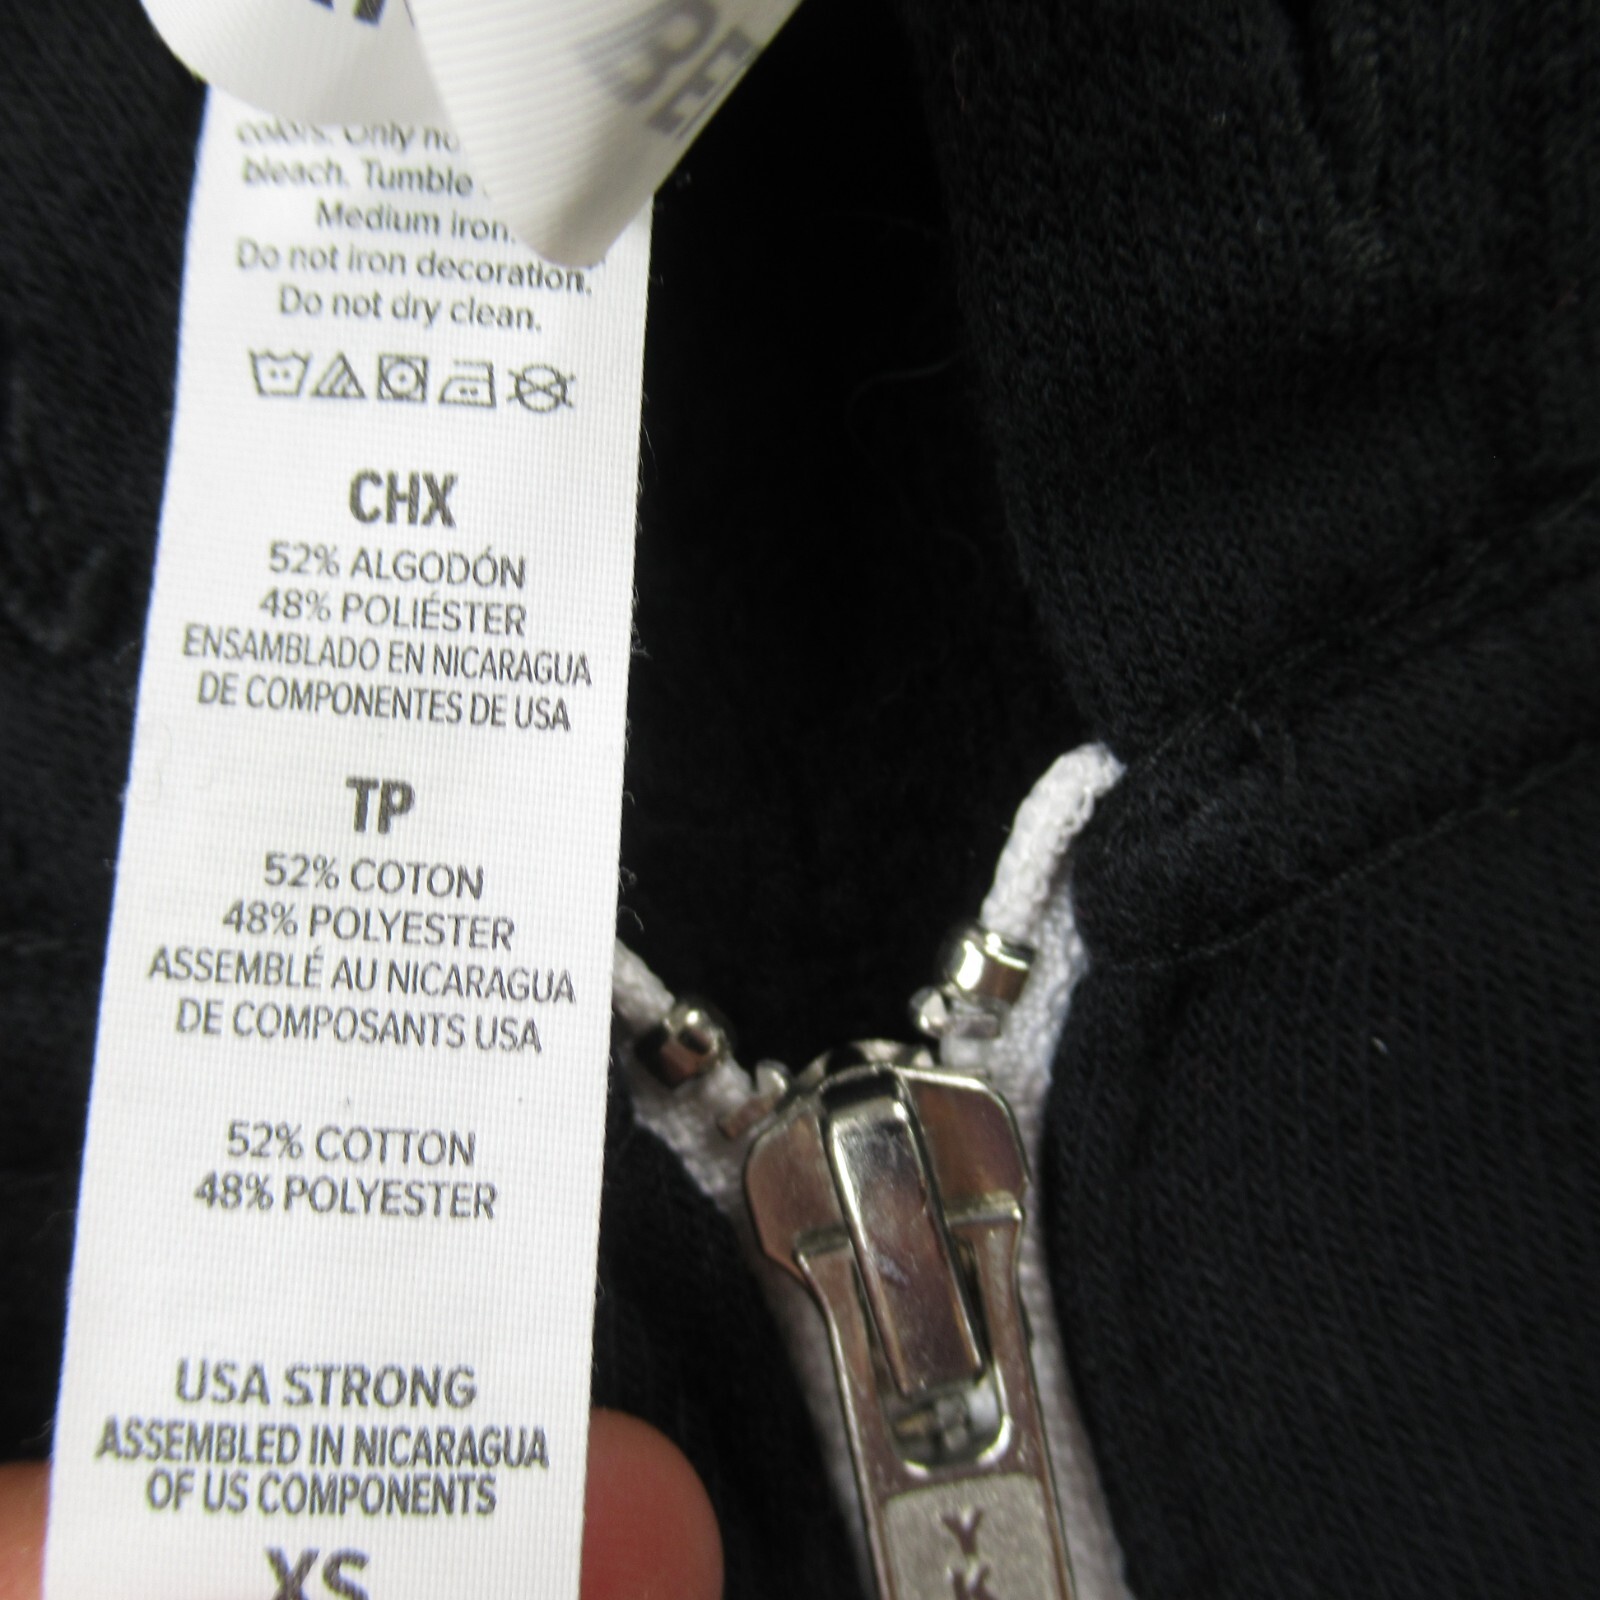 BE
colors. Only
bleach. Tumble
Medium iron.
Do not iron decoration.
Do not dry clean.
CHX
52% ALGODÓN
48% POLIÉSTER
ENSAMBLADO EN NICARAGUA
DE COMPONENTES DE USA
TP
52% COTON
48% POLYESTER
ASSEMBLÉ AU NICARAGUA
DE COMPOSANTS USA
52% COTTON
48% POLYESTER
USA STRONG
ASSEMBLED IN NICARAGUA
OF US COMPONENTS
XS
Y
K